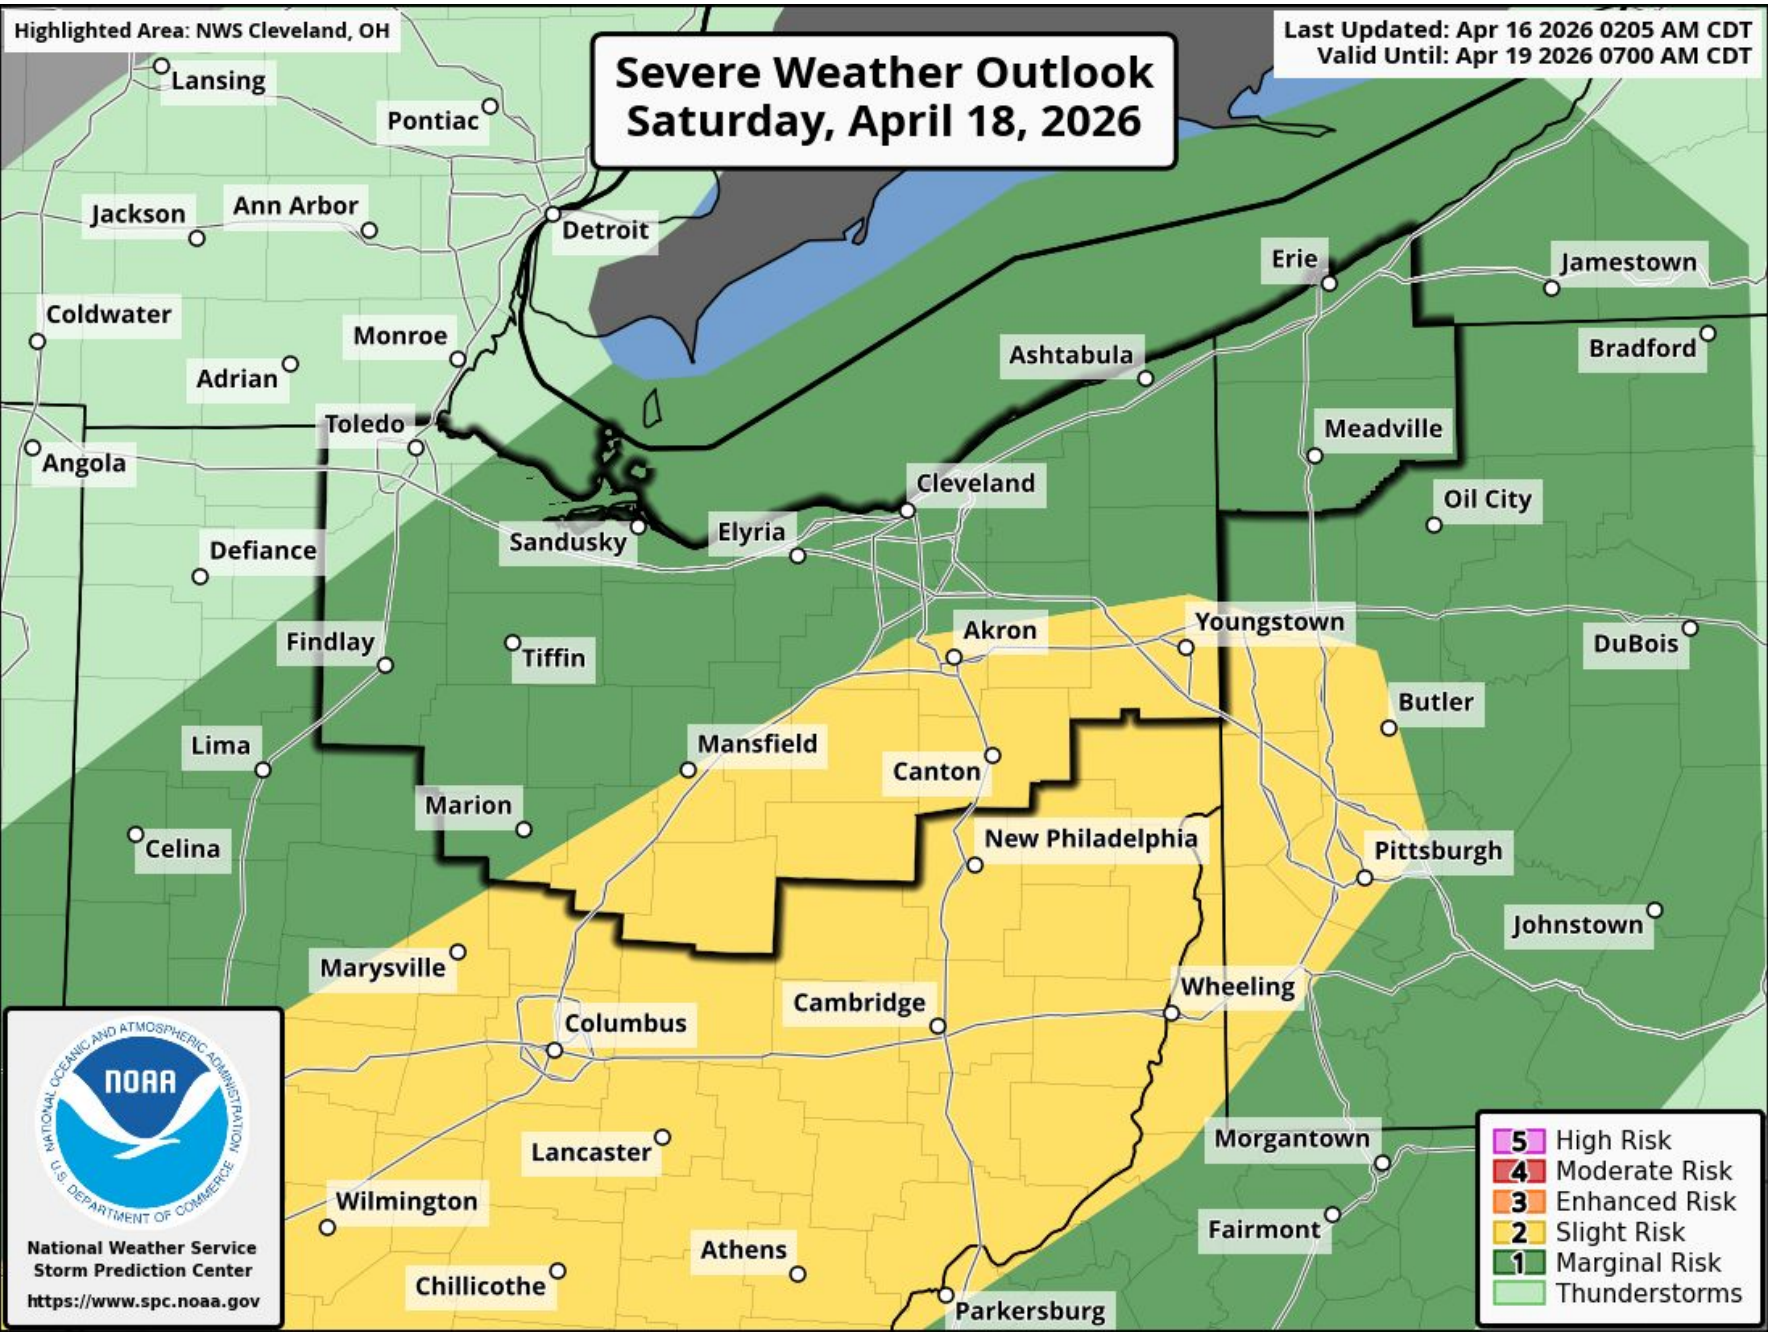 Highlighted Area: NWS Cleveland, OH
Last Updated: Apr 16 2026 0205 AM CDT
Valid Until: Apr 19 2026 0700 AM CDT
Severe Weather Outlook
Saturday, April 18, 2026
Lansing
Pontiac
Jackson
Ann Arbor
Detroit
Erie
Jamestown
Coldwater
Monroe
Bradford
Ashtabula
Adrian
Toledo
Meadville
Angola
Cleveland
Oil City
Elyria
Sandusky
Defiance
Youngstown
Akron
Findlay
DuBois
Tiffin
Butler
Lima
Mansfield
Canton
Marion
New Philadelphia
Celina
Pittsburgh
Johnstown
Marysville
Wheeling
Cambridge
Columbus
Morgantown
Lancaster
Wilmington
Fairmont
Athens
Chillicothe
Parkersburg
NATIONAL OCEANIC AND ATMOSPHERIC ADMINISTRATION
NOAA
U.S. DEPARTMENT OF COMMERCE
National Weather Service
Storm Prediction Center
https://www.spc.noaa.gov
5 High Risk
4 Moderate Risk
3 Enhanced Risk
2 Slight Risk
1 Marginal Risk
Thunderstorms